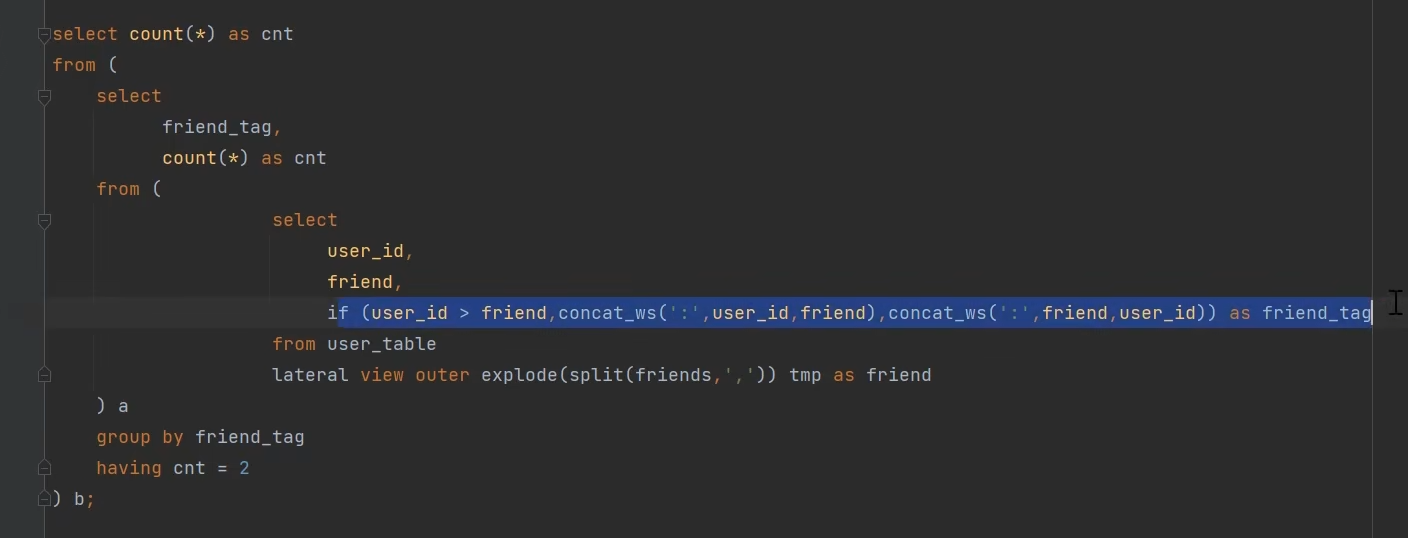 select count(*) as cnt
from (
    select
          friend_tag,
          count(*) as cnt
    from (
                    select
                         user_id,
                         friend,
                         if (user_id > friend,concat_ws(':',user_id,friend),concat_ws(':',friend,user_id)) as friend_tag
                    from user_table
                    lateral view outer explode(split(friends,',')) tmp as friend
    ) a
    group by friend_tag
    having cnt = 2
) b;